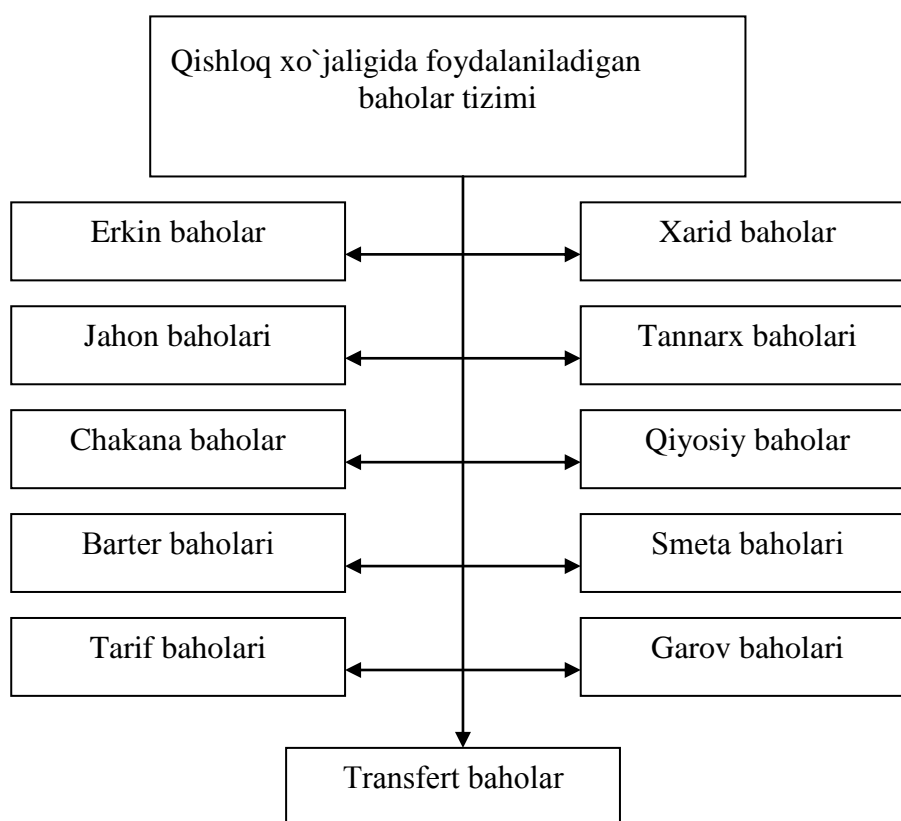 Qishloq xo`jaligida foydalaniladigan
baholar tizimi
Erkin baholar
Xarid baholar
Jahon baholari
Tannarx baholari
Chakana baholar
Qiyosiy baholar
Barter baholari
Smeta baholari
Tarif baholari
Garov baholari
Transfert baholar